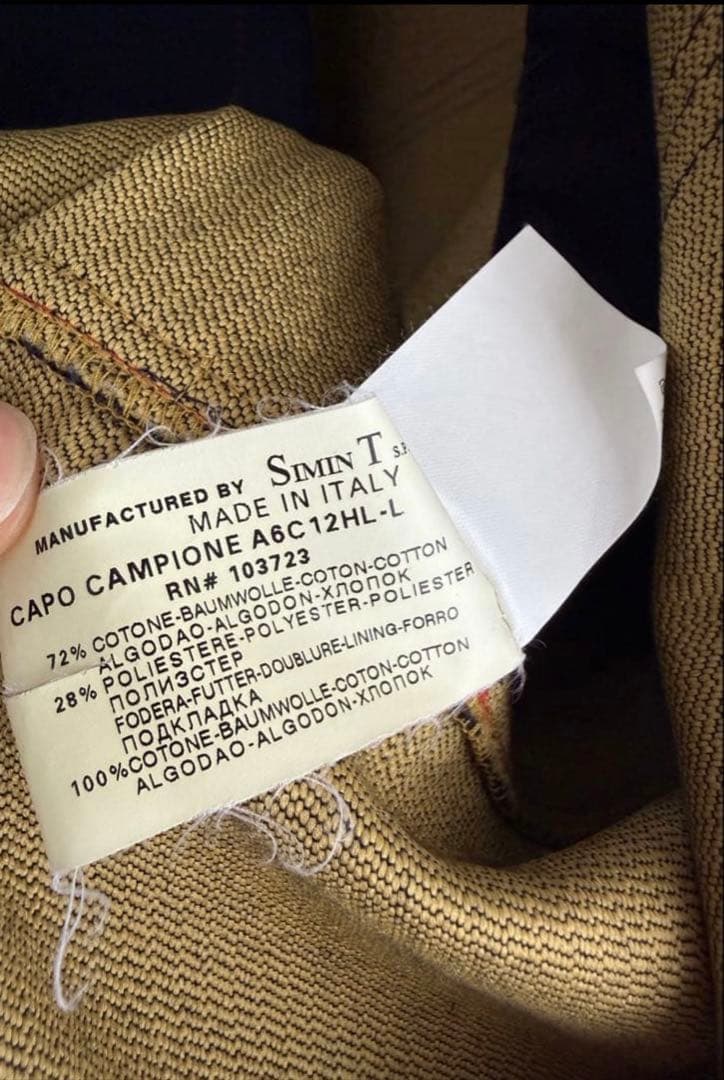 MANUFACTURED BY SIMIN T
MADE IN ITALY
CAPO CAMPIONE A6C12HL-L
RN# 103723
72% COTONE-BAUMWOLLE-COTON-COTTON
ALGODAO-ALGODON-ХЛОПОК
28% POLIESTERE-POLYESTER-POLIESTER
ПОЛИЭСТЕР
FODERA-FUTTER-DOUBLURE-LINING-FORRO
ПОДКЛАДКА
100%COTONE-BAUMWOLLE-COTON-COTTON
ALGODAO-ALGODON-ХЛОПОК